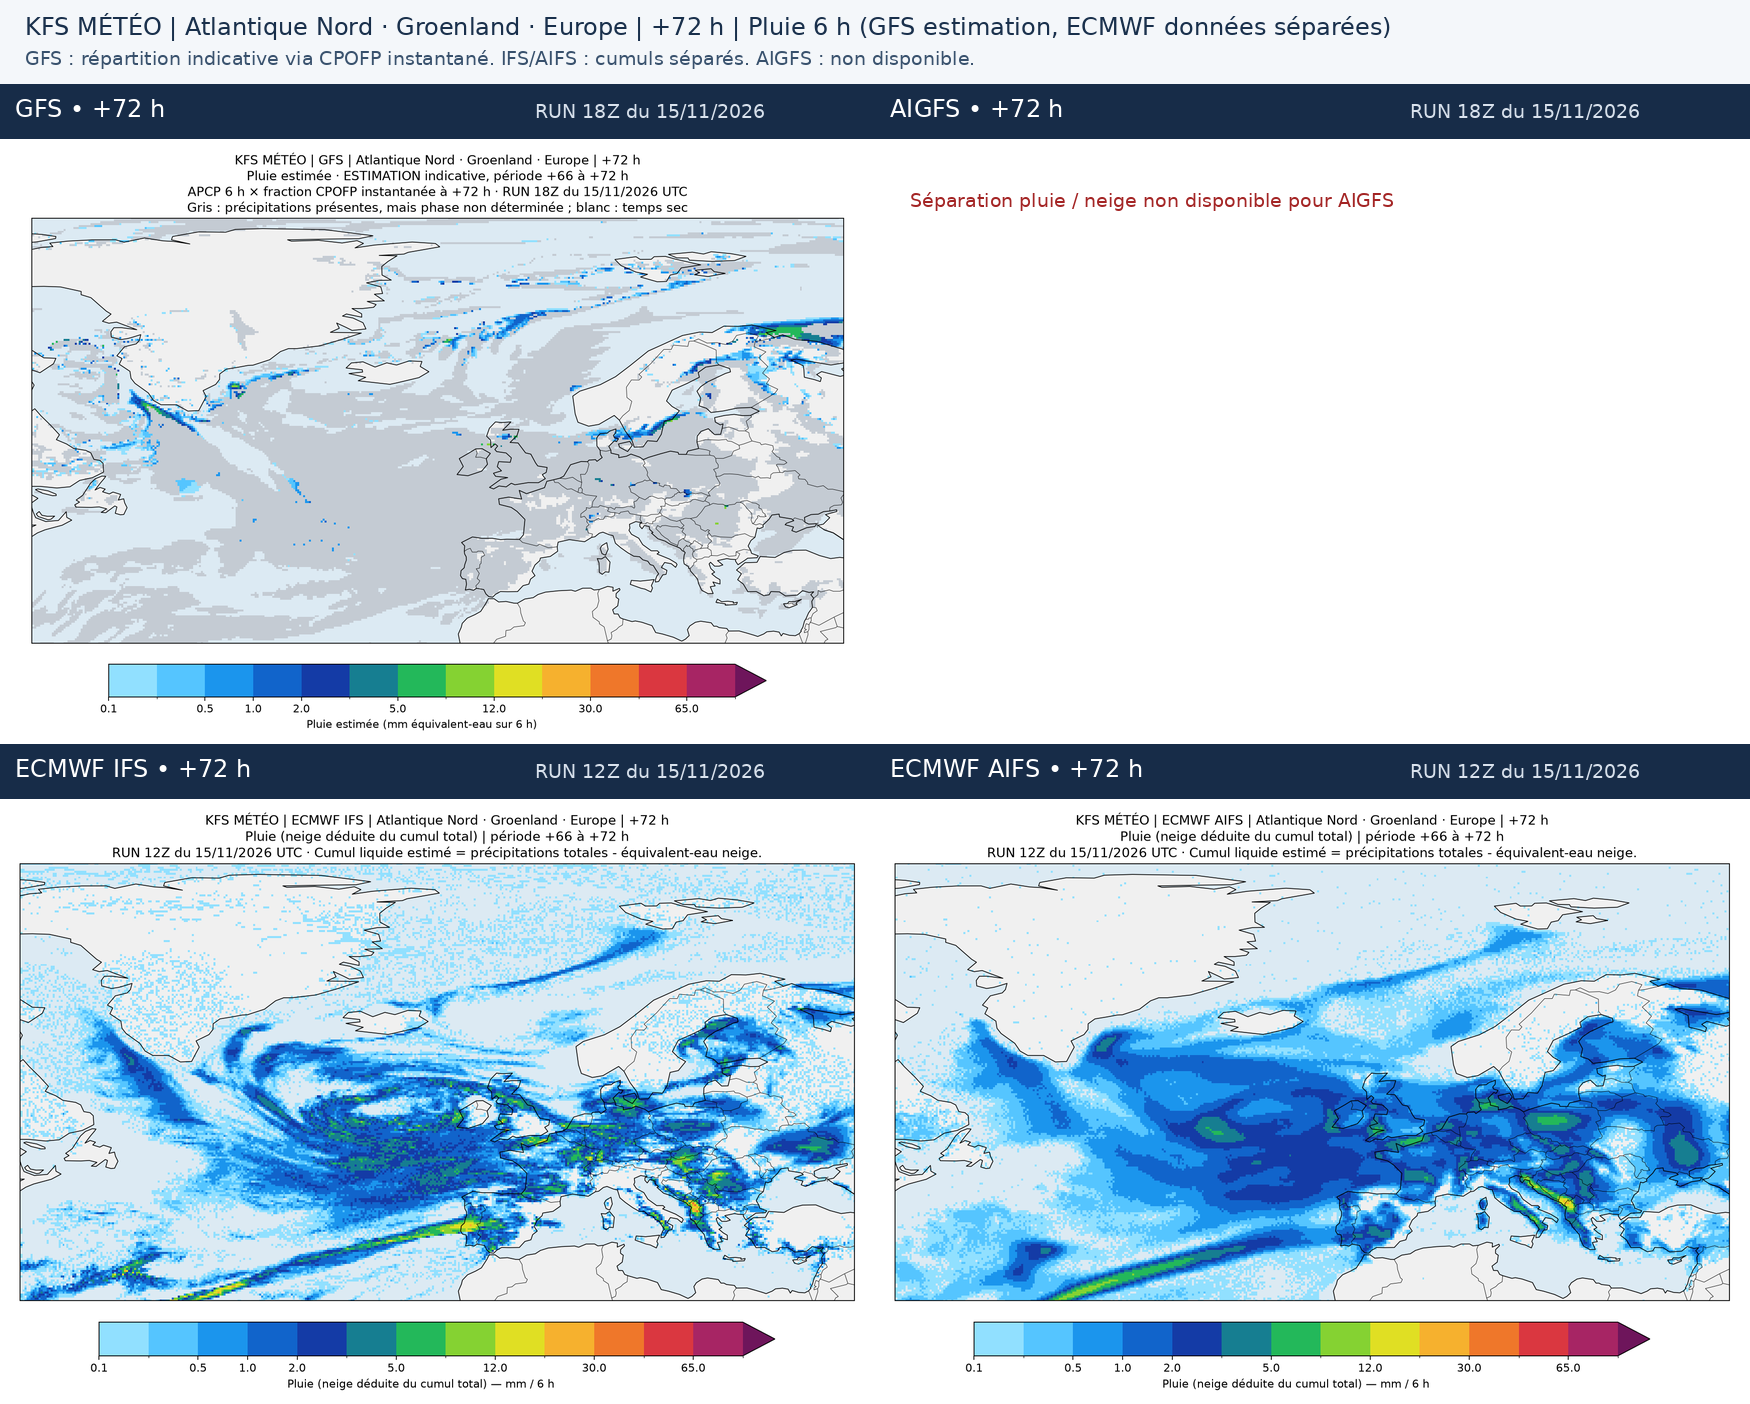 KFS MÉTÉO | Atlantique Nord · Groenland · Europe | +72 h | Pluie 6 h (GFS estimation, ECMWF données séparées)
GFS : répartition indicative via CPOFP instantané. IFS/AIFS : cumuls séparés. AIGFS : non disponible.
GFS • +72 h
RUN 18Z du 15/11/2026
AIGFS • +72 h
RUN 18Z du 15/11/2026
KFS MÉTÉO | GFS | Atlantique Nord · Groenland · Europe | +72 h
Pluie estimée · ESTIMATION indicative, période +66 à +72 h
APCP 6 h × fraction CPOFP instantanée à +72 h · RUN 18Z du 15/11/2026 UTC
Gris : précipitations présentes, mais phase non déterminée ; blanc : temps sec
Séparation pluie / neige non disponible pour AIGFS
0.1 0.5 1.0 2.0 5.0 12.0 30.0 65.0
Pluie estimée (mm équivalent-eau sur 6 h)
ECMWF IFS • +72 h
RUN 12Z du 15/11/2026
ECMWF AIFS • +72 h
RUN 12Z du 15/11/2026
KFS MÉTÉO | ECMWF IFS | Atlantique Nord · Groenland · Europe | +72 h
Pluie (neige déduite du cumul total) | période +66 à +72 h
RUN 12Z du 15/11/2026 UTC · Cumul liquide estimé = précipitations totales - équivalent-eau neige.
KFS MÉTÉO | ECMWF AIFS | Atlantique Nord · Groenland · Europe | +72 h
Pluie (neige déduite du cumul total) | période +66 à +72 h
RUN 12Z du 15/11/2026 UTC · Cumul liquide estimé = précipitations totales - équivalent-eau neige.
0.1 0.5 1.0 2.0 5.0 12.0 30.0 65.0
Pluie (neige déduite du cumul total) — mm / 6 h
0.1 0.5 1.0 2.0 5.0 12.0 30.0 65.0
Pluie (neige déduite du cumul total) — mm / 6 h